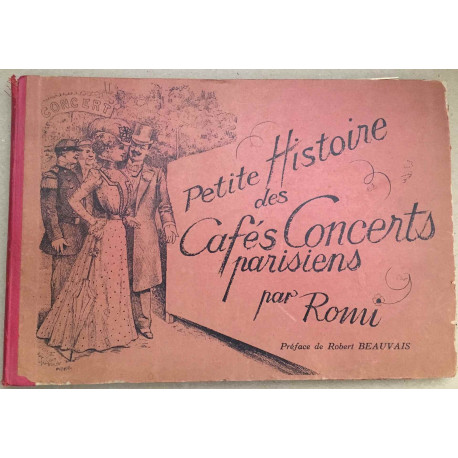 CONCERT
Petite Histoire
des
Cafés Concerts
parisiens
par Romi
Préface de Robert BEAUVAIS